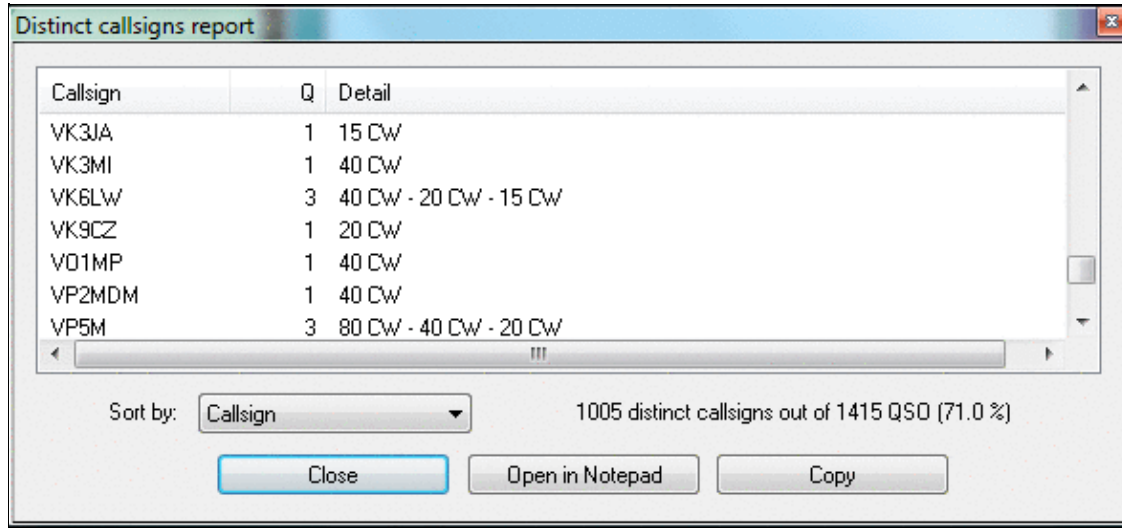 Distinct callsigns report
Callsign Q Detail
VK3JA 1 15 CW
VK3MI 1 40 CW
VK6LW 3 40 CW - 20 CW - 15 CW
VK9CZ 1 20 CW
VO1MP 1 40 CW
VP2MDM 1 40 CW
VP5M 3 80 CW - 40 CW - 20 CW
Sort by: Callsign 1005 distinct callsigns out of 1415 QSO (71.0 %)
Close Open in Notepad Copy